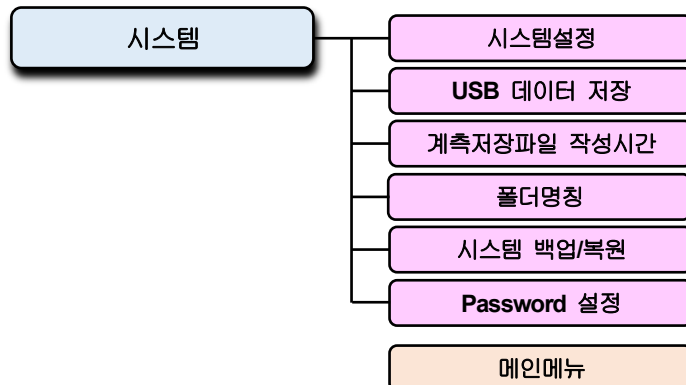 시스템
시스템설정
USB 데이터 저장
계측저장파일 작성시간
폴더명칭
시스템 백업/복원
Password 설정
메인메뉴